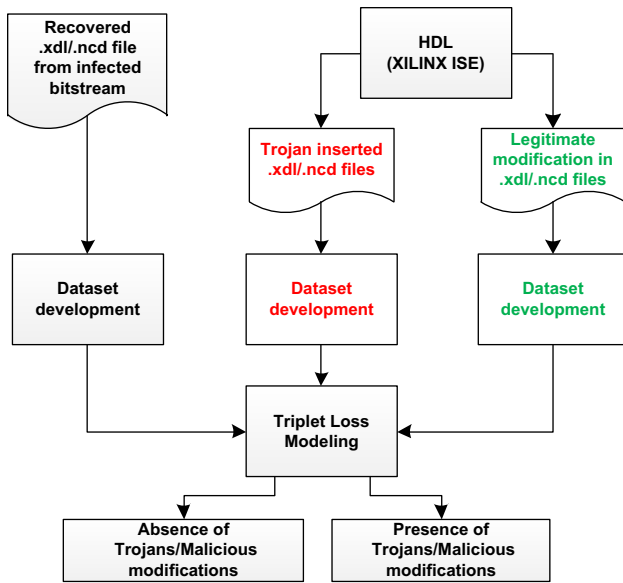 Recovered
.xdl/.ncd file
from infected
bitstream
HDL
(XILINX ISE)
Trojan inserted
.xdl/.ncd files
Legitimate
modification in
.xdl/.ncd files
Dataset
development
Dataset
development
Dataset
development
Triplet Loss
Modeling
Absence of
Trojans/Malicious
modifications
Presence of
Trojans/Malicious
modifications